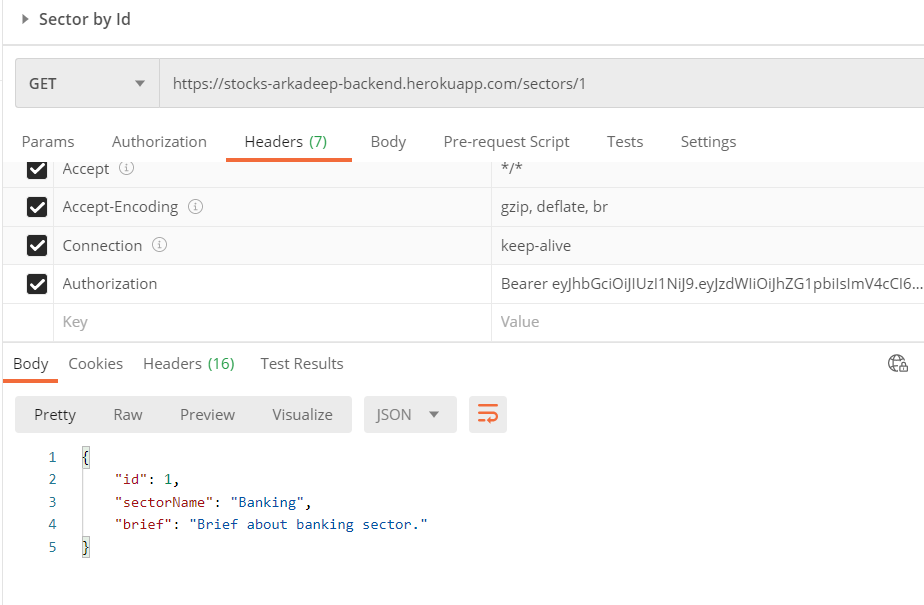 Sector by Id
GET https://stocks-arkadeep-backend.herokuapp.com/sectors/1
Params Authorization Headers (7) Body Pre-request Script Tests Settings
Accept */*
Accept-Encoding gzip, deflate, br
Connection keep-alive
Authorization Bearer eyJhbGciOiJIUzI1NiJ9.eyJzdWIiOiJhZG1pbiIsImV4cCI6...
Key Value
Body Cookies Headers (16) Test Results
Pretty Raw Preview Visualize JSON
1 {
2 "id": 1,
3 "sectorName": "Banking",
4 "brief": "Brief about banking sector."
5 }